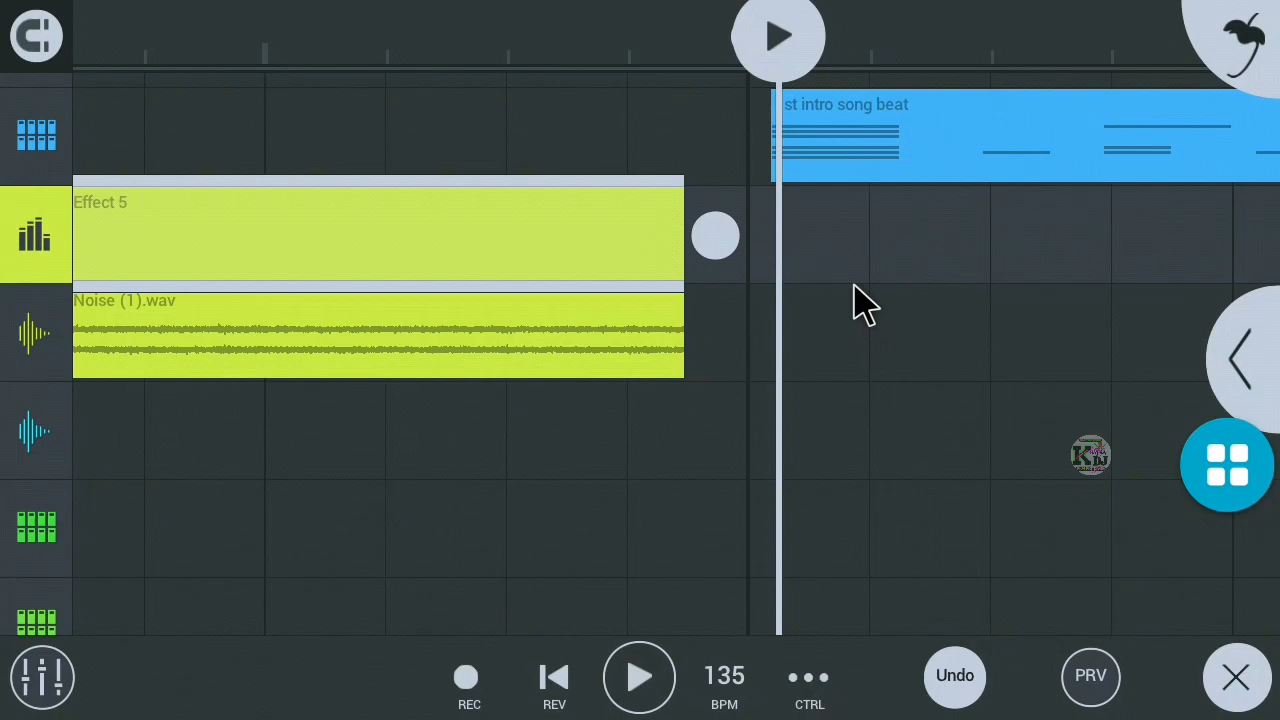 st intro song beat
Effect 5
Noise (1).wav
REC
REV
135
BPM
CTRL
Undo
PRV